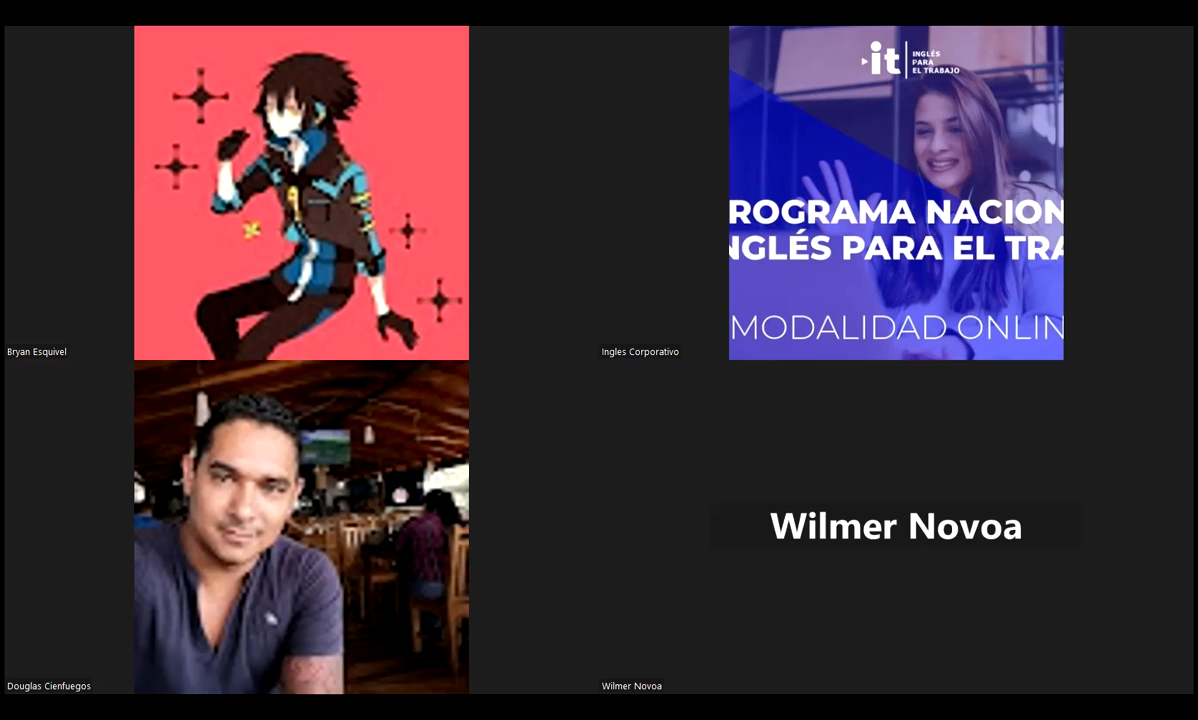 it
INGLÉS
PARA
EL TRABAJO
ROGRAMA NACION
NGLÉS PARA EL TRA
MODALIDAD ONLIN
Bryan Esquivel
Ingles Corporativo
Wilmer Novoa
Douglas Cienfuegos
Wilmer Novoa